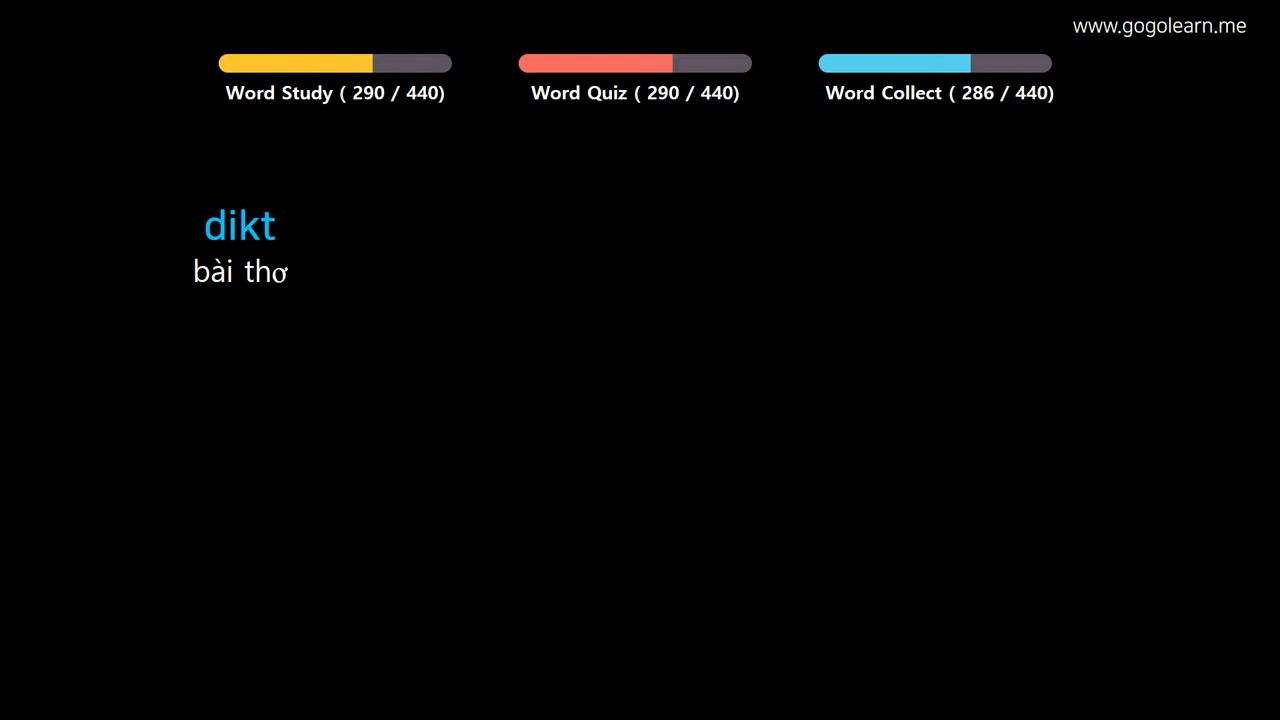 www.gogolearn.me
Word Study ( 290 / 440)
Word Quiz ( 290 / 440)
Word Collect ( 286 / 440)
dikt
bài thơ